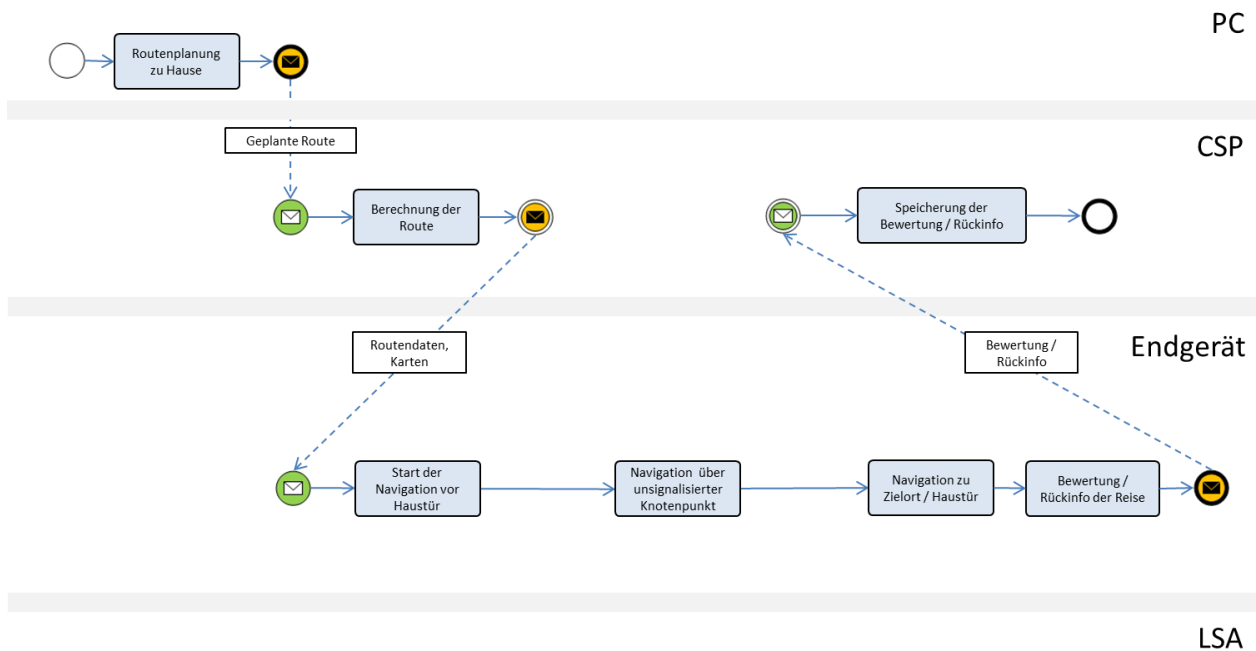 PC
Routenplanung
zu Hause
Geplante Route
CSP
Berechnung der
Route
Speicherung der
Bewertung / Rückinfo
Routendaten,
Karten
Bewertung /
Rückinfo
Endgerät
Start der
Navigation vor
Haustür
Navigation über
unsignalisierter
Knotenpunkt
Navigation zu
Zielort / Haustür
Bewertung /
Rückinfo der Reise
LSA